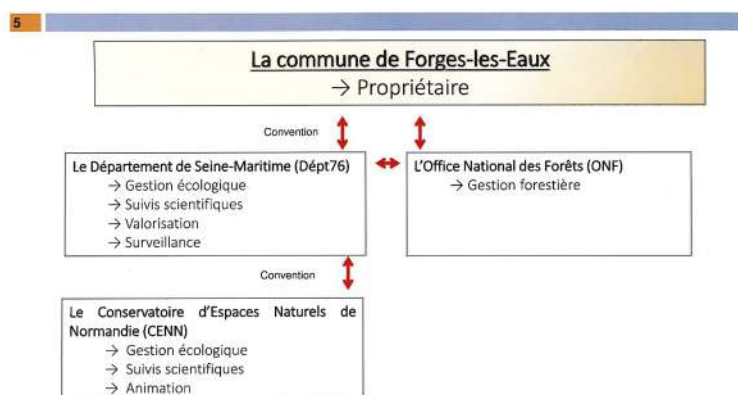 5
La commune de Forges-les-Eaux
→ Propriétaire
Convention
Le Département de Seine-Maritime (Dépt76)
→ Gestion écologique
→ Suivis scientifiques
→ Valorisation
→ Surveillance
L'Office National des Forêts (ONF)
→ Gestion forestière
Convention
Le Conservatoire d'Espaces Naturels de
Normandie (CENN)
→ Gestion écologique
→ Suivis scientifiques
→ Animation